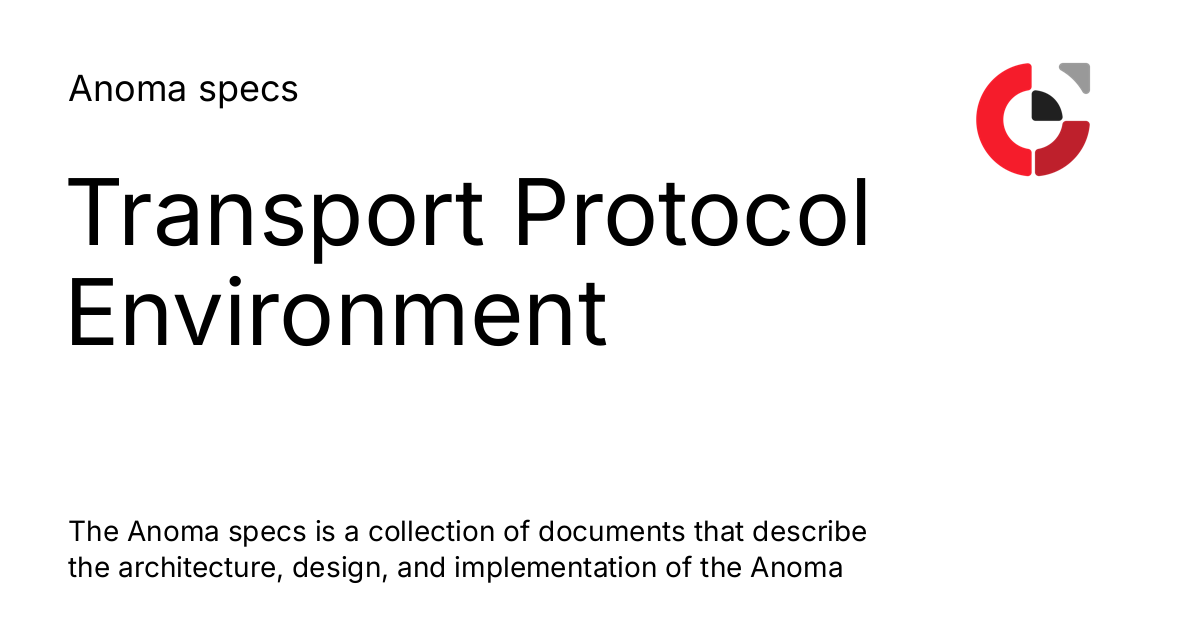 Anoma specs
Transport Protocol
Environment
The Anoma specs is a collection of documents that describe
the architecture, design, and implementation of the Anoma